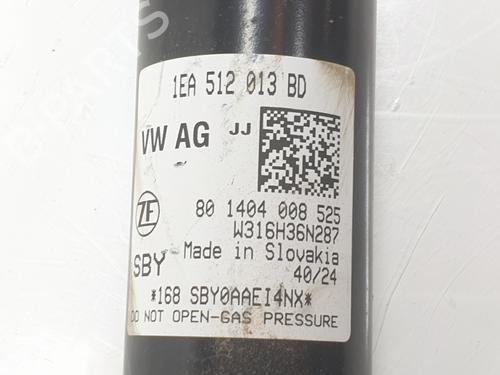 1EA 512 013 BD
VW AG JJ
ZF
80 1404 008 525
W316H36N287
Made in Slovakia
SBY
40/24
*168 SBY0AAEI4NX*
DO NOT OPEN-GAS PRESSURE